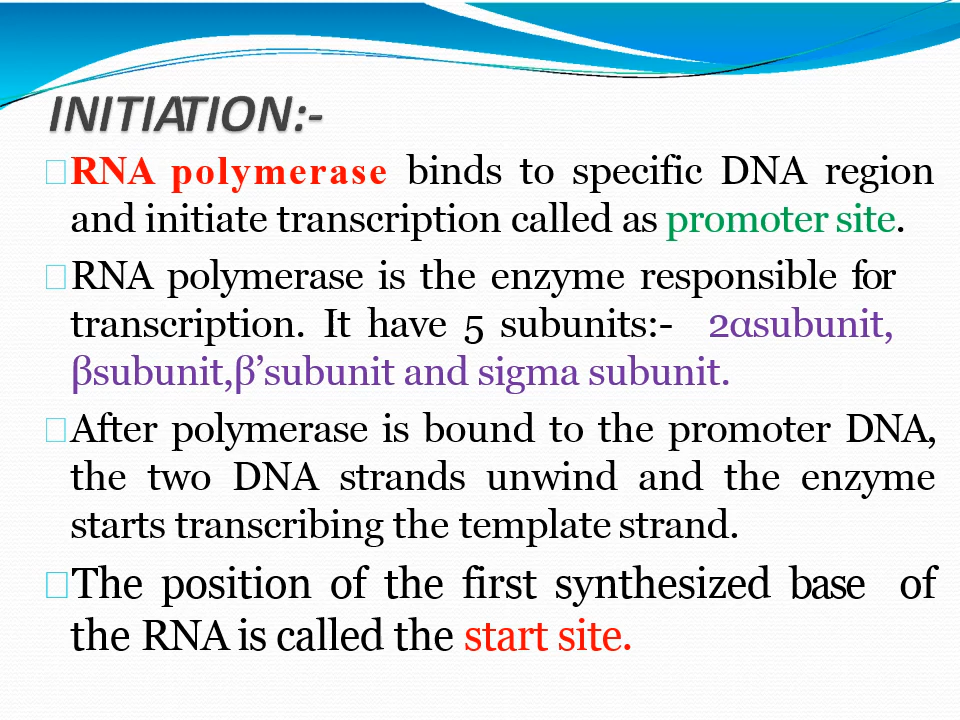 INITIATION:-
RNA polymerase binds to specific DNA region
and initiate transcription called as promoter site.
RNA polymerase is the enzyme responsible for
transcription. It have 5 subunits:- 2αsubunit,
βsubunit,β’subunit and sigma subunit.
After polymerase is bound to the promoter DNA,
the two DNA strands unwind and the enzyme
starts transcribing the template strand.
The position of the first synthesized base of
the RNA is called the start site.